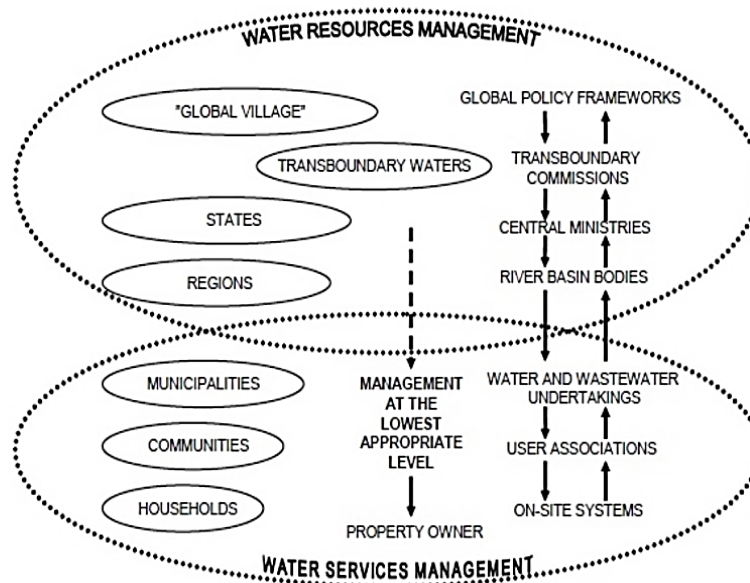 WATER RESOURCES MANAGEMENT
"GLOBAL VILLAGE"
GLOBAL POLICY FRAMEWORKS
TRANSBOUNDARY WATERS
TRANSBOUNDARY
COMMISSIONS
STATES
CENTRAL MINISTRIES
REGIONS
RIVER BASIN BODIES
MUNICIPALITIES
MANAGEMENT
AT THE
LOWEST
APPROPRIATE
LEVEL
WATER AND WASTEWATER
UNDERTAKINGS
COMMUNITIES
USER ASSOCIATIONS
HOUSEHOLDS
ON-SITE SYSTEMS
PROPERTY OWNER
WATER SERVICES MANAGEMENT